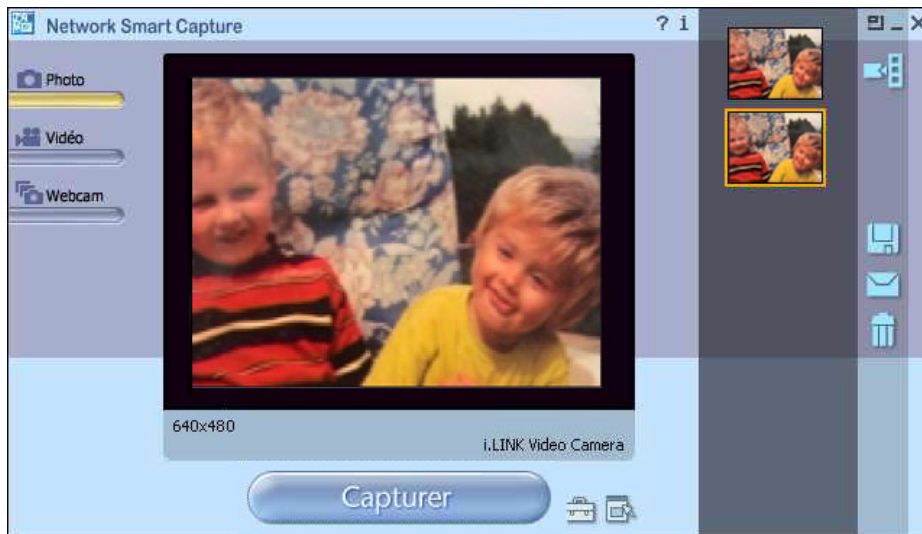 Network Smart Capture
? i
Photo
Vidéo
Webcam
640x480
i.LINK Video Camera
Capturer